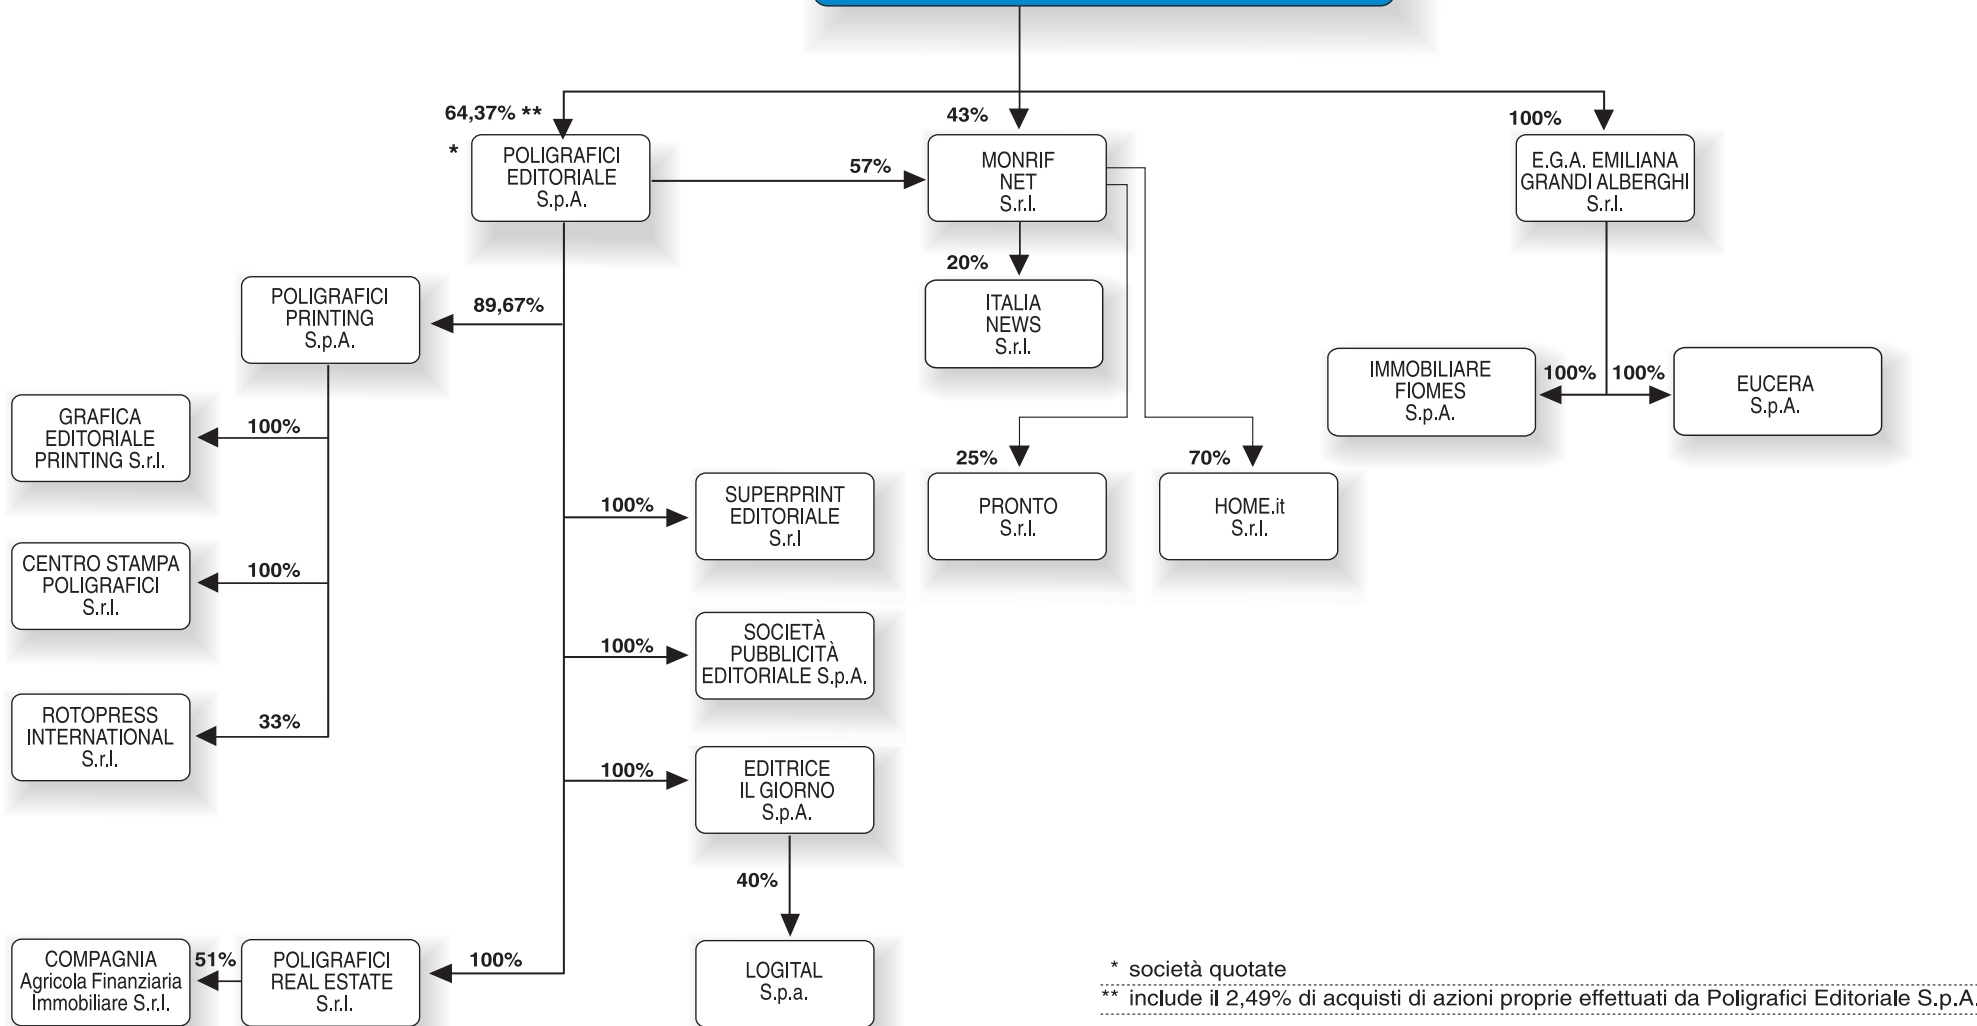 64,37% **
43%
100%
*
POLIGRAFICI
EDITORIALE
S.p.A.
57%
MONRIF
NET
S.r.l.
E.G.A. EMILIANA
GRANDI ALBERGHI
S.r.l.
20%
ITALIA
NEWS
S.r.l.
POLIGRAFICI
PRINTING
S.p.A.
89,67%
IMMOBILIARE
FIOMES
S.p.A.
100%
100%
EUCERA
S.p.A.
GRAFICA
EDITORIALE
PRINTING S.r.l.
100%
25%
PRONTO
S.r.l.
70%
HOME.it
S.r.l.
100%
SUPERPRINT
EDITORIALE
S.r.l
CENTRO STAMPA
POLIGRAFICI
S.r.l.
100%
100%
SOCIETÀ
PUBBLICITÀ
EDITORIALE S.p.A.
ROTOPRESS
INTERNATIONAL
S.r.l.
33%
100%
EDITRICE
IL GIORNO
S.p.A.
40%
LOGITAL
S.p.a.
COMPAGNIA
Agricola Finanziaria
Immobiliare S.r.l.
51%
POLIGRAFICI
REAL ESTATE
S.r.l.
100%
* società quotate
** include il 2,49% di acquisti di azioni proprie effettuati da Poligrafici Editoriale S.p.A.